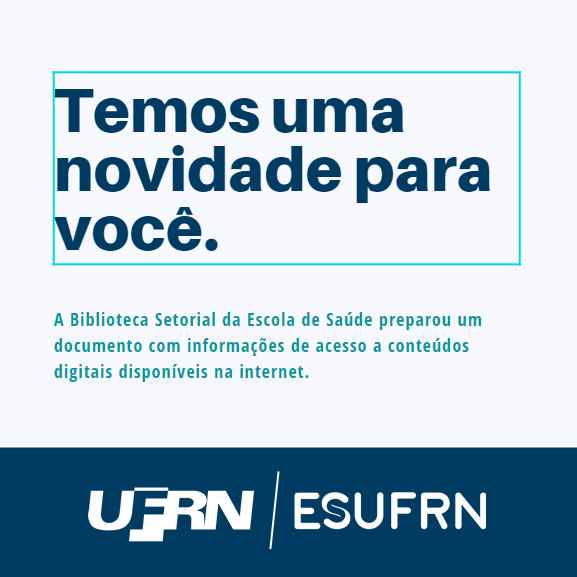 Temos uma
novidade para
você.
A Biblioteca Setorial da Escola de Saúde preparou um
documento com informações de acesso a conteúdos
digitais disponíveis na internet.
UFRN ESUFRN